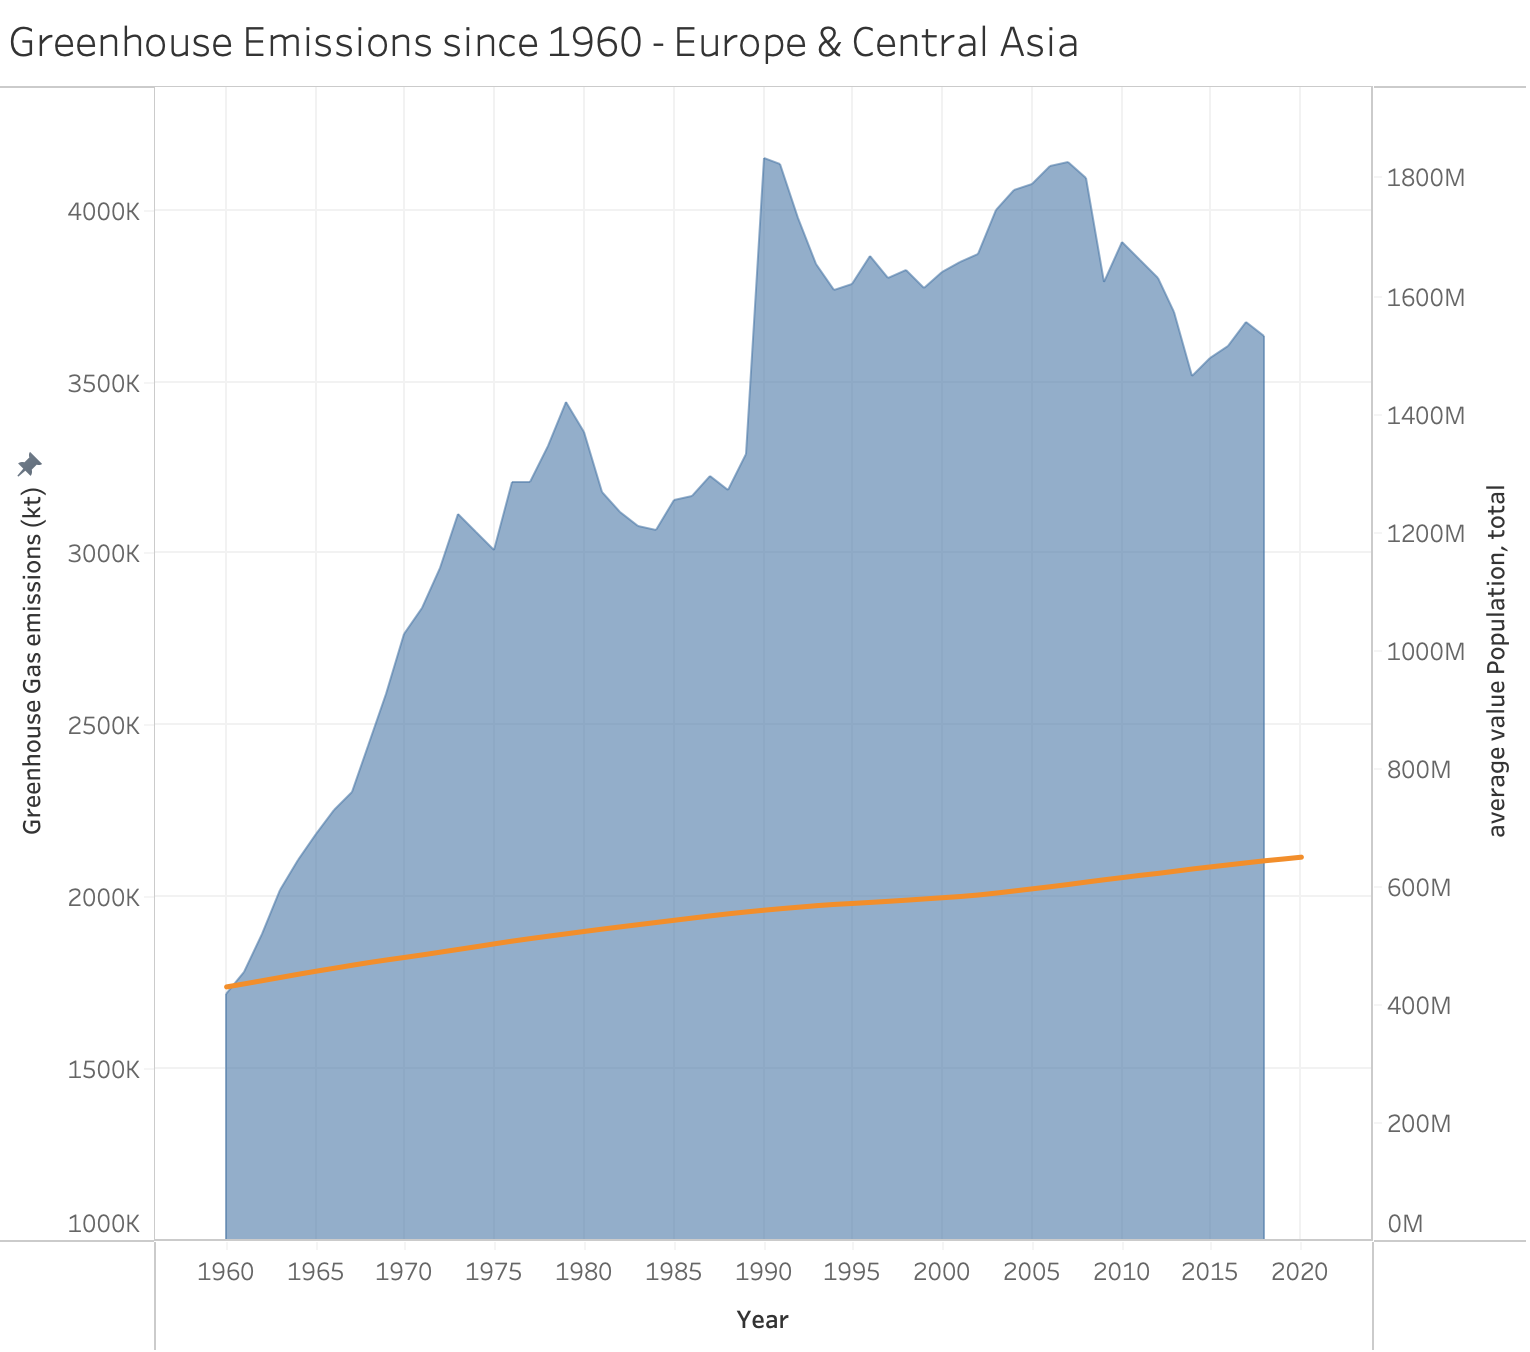 Greenhouse Emissions since 1960 - Europe & Central Asia
Greenhouse Gas emissions (kt)
4000K
3500K
3000K
2500K
2000K
1500K
1000K
1800M
1600M
1400M
1200M
1000M
800M
600M
400M
200M
0M
average value Population, total
1960 1965 1970 1975 1980 1985 1990 1995 2000 2005 2010 2015 2020
Year